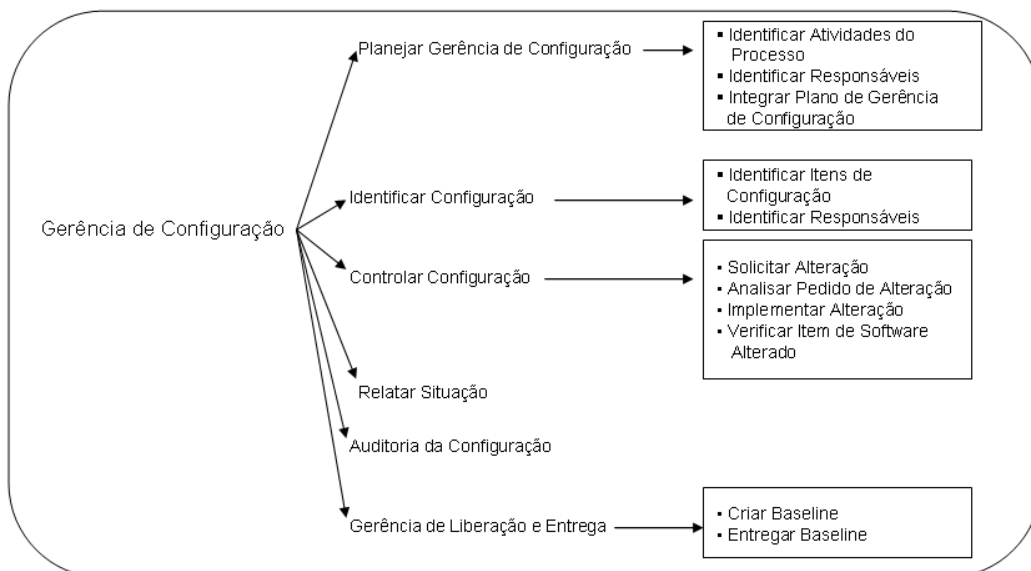 Gerência de Configuração
Planejar Gerência de Configuração
▪ Identificar Atividades do
Processo
▪ Identificar Responsáveis
▪ Integrar Plano de Gerência
de Configuração
Identificar Configuração
▪ Identificar Itens de
Configuração
▪ Identificar Responsáveis
Controlar Configuração
▪ Solicitar Alteração
▪ Analisar Pedido de Alteração
▪ Implementar Alteração
▪ Verificar Item de Software
Alterado
Relatar Situação
Auditoria da Configuração
Gerência de Liberação e Entrega
▪ Criar Baseline
▪ Entregar Baseline